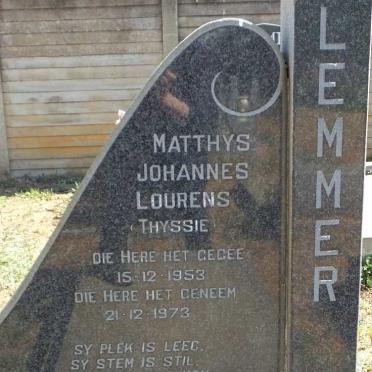 LEMMER
MATTHYS
JOHANNES
LOURENS
(THYSSIE)
DIE HERE HET GEGEE
15-12-1953
DIE HERE HET GENEEM
21-12-1973
SY PLEK IS LEEG,
SY STEM IS STIL,